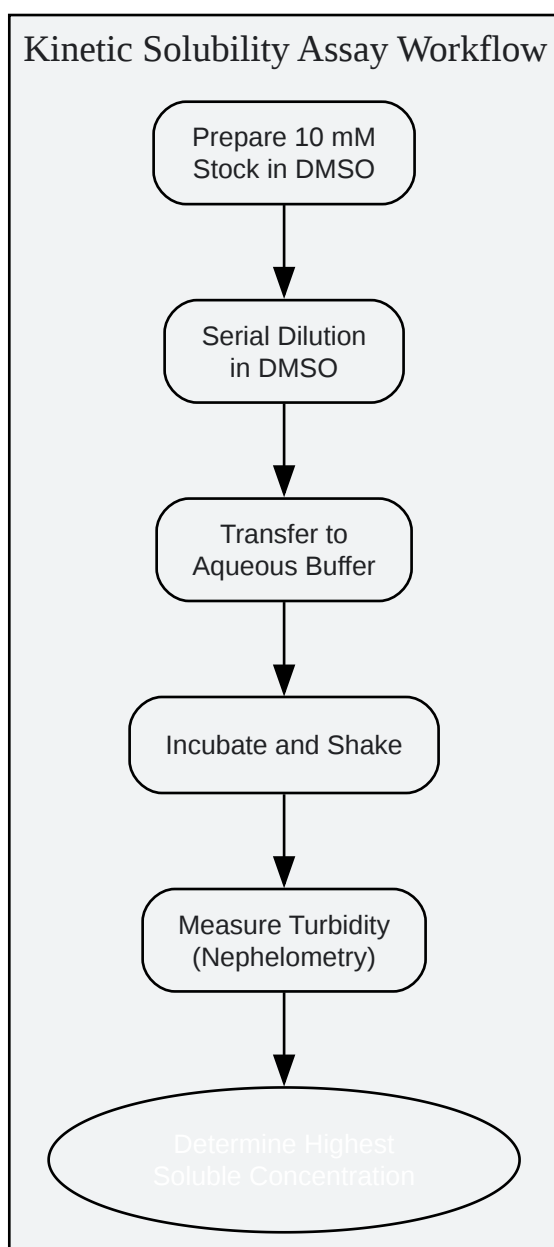 Kinetic Solubility Assay Workflow
Prepare 10 mM
Stock in DMSO
Serial Dilution
in DMSO
Transfer to
Aqueous Buffer
Incubate and Shake
Measure Turbidity
(Nephelometry)
Determine Highest
Soluble Concentration